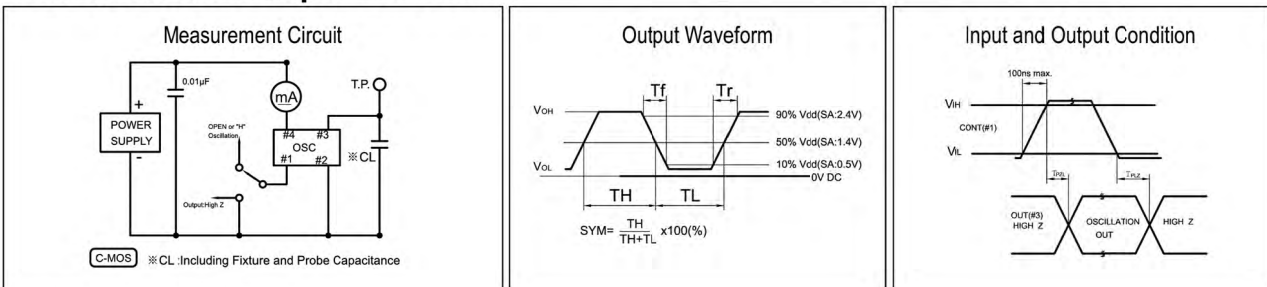 Measurement Circuit
0.01μF
T.P.
mA
+
POWER
SUPPLY
-
OPEN or "H"
Oscillation
#4 #3
OSC
#1 #2
※CL
Output:High Z
C-MOS
※CL :Including Fixture and Probe Capacitance
Output Waveform
Tf Tr
VOH
90% Vdd(SA:2.4V)
50% Vdd(SA:1.4V)
VOL
10% Vdd(SA:0.5V)
0V DC
TH TL
SYM= TH
TH+TL x100(%)
Input and Output Condition
100ns max.
VIH
CONT(#1)
VIL
TPZL TPLZ
OUT(#3)
HIGH Z
OSCILLATION
OUT
HIGH Z